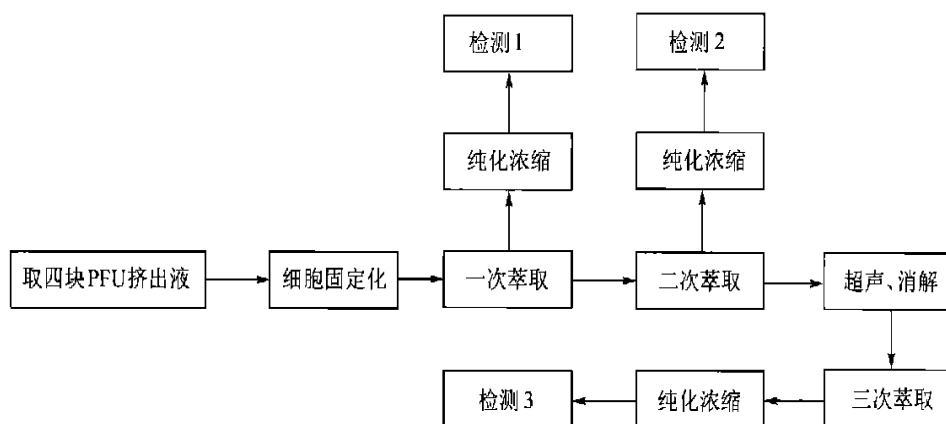 检测1
检测2
纯化浓缩
纯化浓缩
取四块PFU挤出液
细胞固定化
一次萃取
二次萃取
超声、消解
检测3
纯化浓缩
三次萃取